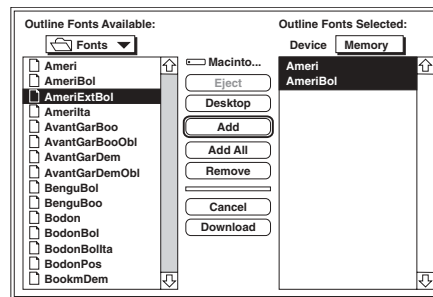 Outline Fonts Available:
Fonts
Ameri
AmeriBol
AmeriExtBol
AmeriIta
AvantGarBoo
AvantGarBooObl
AvantGarDem
AvantGarDemObl
BenguBol
BenguBoo
Bodon
BodonBol
BodonBolIta
BodonPos
BookmDem
Macinto...
Eject
Desktop
Add
Add All
Remove
Cancel
Download
Outline Fonts Selected:
Device Memory
Ameri
AmeriBol